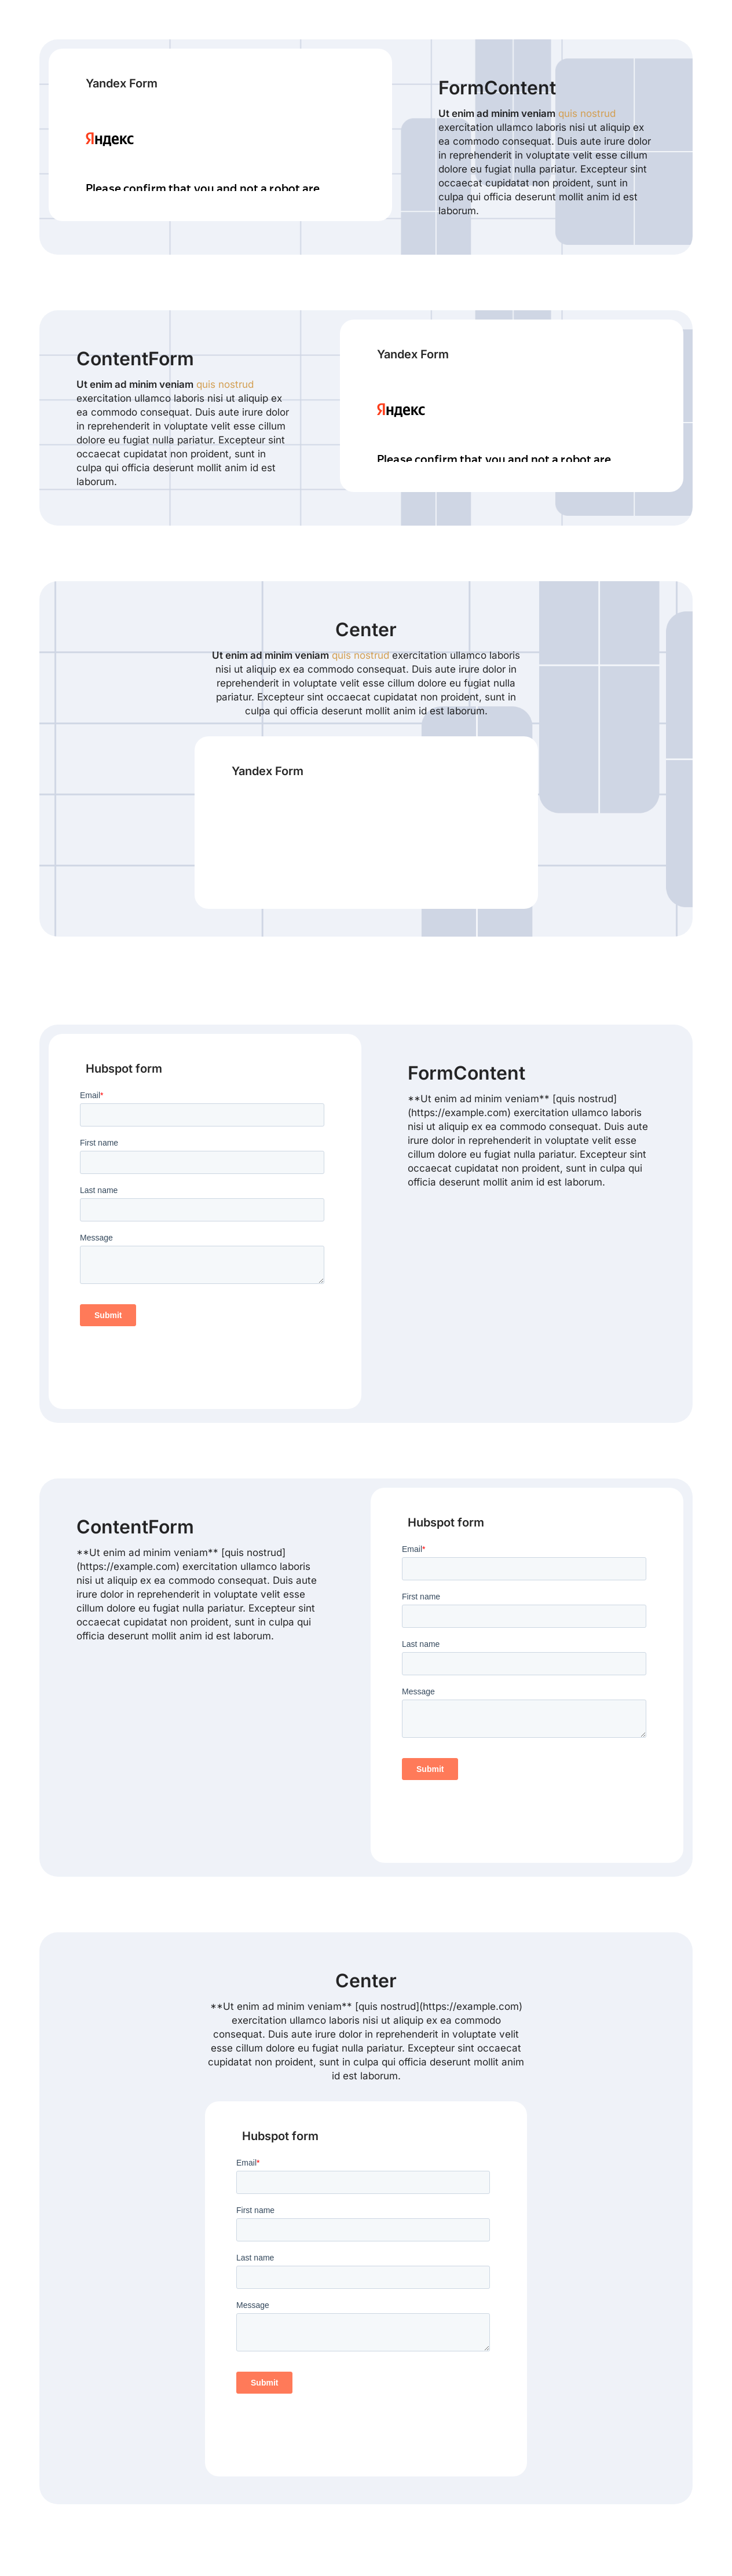 Yandex Form
Яндекс
Please confirm that you and not a robot are
FormContent
Ut enim ad minim veniam quis nostrud
exercitation ullamco laboris nisi ut aliquip ex
ea commodo consequat. Duis aute irure dolor
in reprehenderit in voluptate velit esse cillum
dolore eu fugiat nulla pariatur. Excepteur sint
occaecat cupidatat non proident, sunt in
culpa qui officia deserunt mollit anim id est
laborum.
ContentForm
Ut enim ad minim veniam quis nostrud
exercitation ullamco laboris nisi ut aliquip ex
ea commodo consequat. Duis aute irure dolor
in reprehenderit in voluptate velit esse cillum
dolore eu fugiat nulla pariatur. Excepteur sint
occaecat cupidatat non proident, sunt in
culpa qui officia deserunt mollit anim id est
laborum.
Yandex Form
Яндекс
Please confirm that you and not a robot are
Center
Ut enim ad minim veniam quis nostrud exercitation ullamco laboris
nisi ut aliquip ex ea commodo consequat. Duis aute irure dolor in
reprehenderit in voluptate velit esse cillum dolore eu fugiat nulla
pariatur. Excepteur sint occaecat cupidatat non proident, sunt in
culpa qui officia deserunt mollit anim id est laborum.
Yandex Form
Hubspot form
Email*
First name
Last name
Message
Submit
FormContent
**Ut enim ad minim veniam** [quis nostrud]
(https://example.com) exercitation ullamco laboris
nisi ut aliquip ex ea commodo consequat. Duis aute
irure dolor in reprehenderit in voluptate velit esse
cillum dolore eu fugiat nulla pariatur. Excepteur sint
occaecat cupidatat non proident, sunt in culpa qui
officia deserunt mollit anim id est laborum.
ContentForm
**Ut enim ad minim veniam** [quis nostrud]
(https://example.com) exercitation ullamco laboris
nisi ut aliquip ex ea commodo consequat. Duis aute
irure dolor in reprehenderit in voluptate velit esse
cillum dolore eu fugiat nulla pariatur. Excepteur sint
occaecat cupidatat non proident, sunt in culpa qui
officia deserunt mollit anim id est laborum.
Hubspot form
Email*
First name
Last name
Message
Submit
Center
**Ut enim ad minim veniam** [quis nostrud](https://example.com)
exercitation ullamco laboris nisi ut aliquip ex ea commodo
consequat. Duis aute irure dolor in reprehenderit in voluptate velit
esse cillum dolore eu fugiat nulla pariatur. Excepteur sint occaecat
cupidatat non proident, sunt in culpa qui officia deserunt mollit anim
id est laborum.
Hubspot form
Email*
First name
Last name
Message
Submit